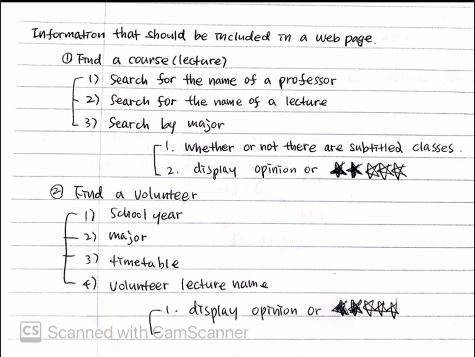 Information that should be included in a web page.
① Find a course (lecture)
1) Search for the name of a professor
2) Search for the name of a lecture
3) Search by major
1. whether or not there are subtitled classes.
2. display opinion or ★★☆☆☆
② Find a volunteer
1) School year
2) major
3) timetable
4) volunteer lecture name
1. display opinion or ★★☆☆☆
CS Scanned with CamScanner